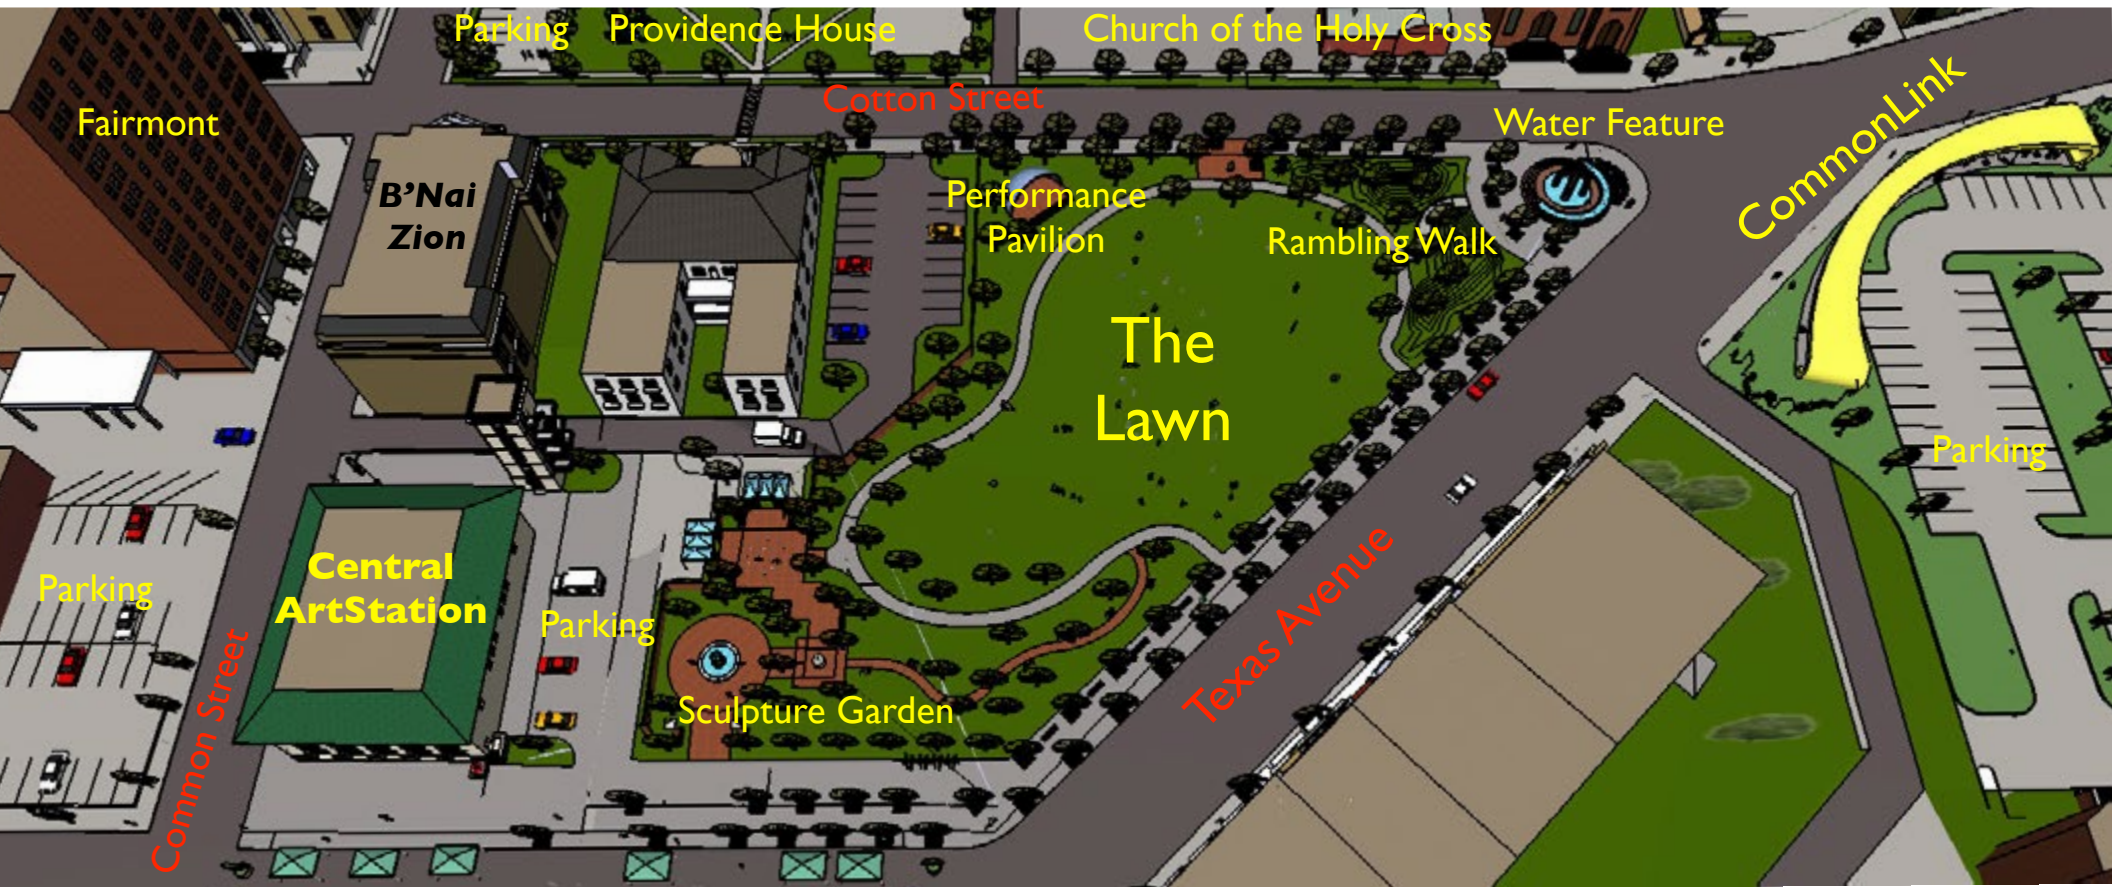 Parking
Providence House
Church of the Holy Cross
Cotton Street
Fairmont
Water Feature
CommonLink
B'Nai
Zion
Performance
Pavilion
Rambling Walk
The
Lawn
Parking
Central
ArtStation
Parking
Parking
Texas Avenue
Common Street
Sculpture Garden